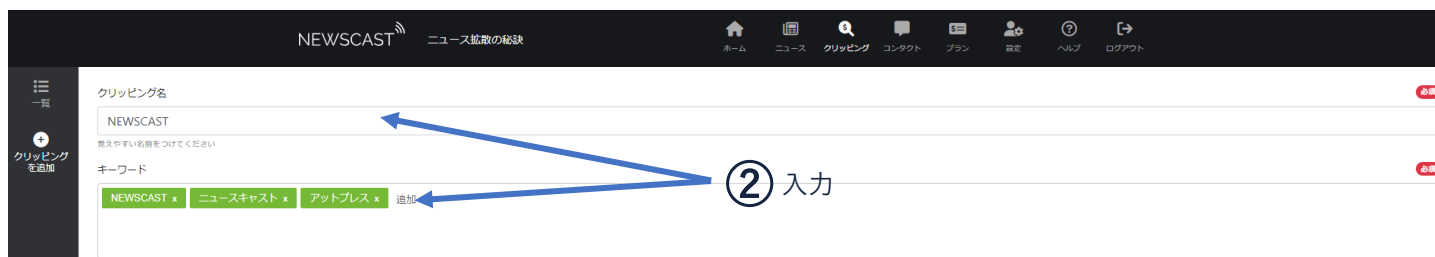 NEWSCAST ニュース拡散の秘訣
ホーム ニュース クリッピング コンタクト プラン 設定 ヘルプ ログアウト
一覧
クリッピング
を追加
クリッピング名
NEWSCAST
覚えやすい名前をつけてください
キーワード
NEWSCAST x ニュースキャスト x アットプレス x 追加
② 入力